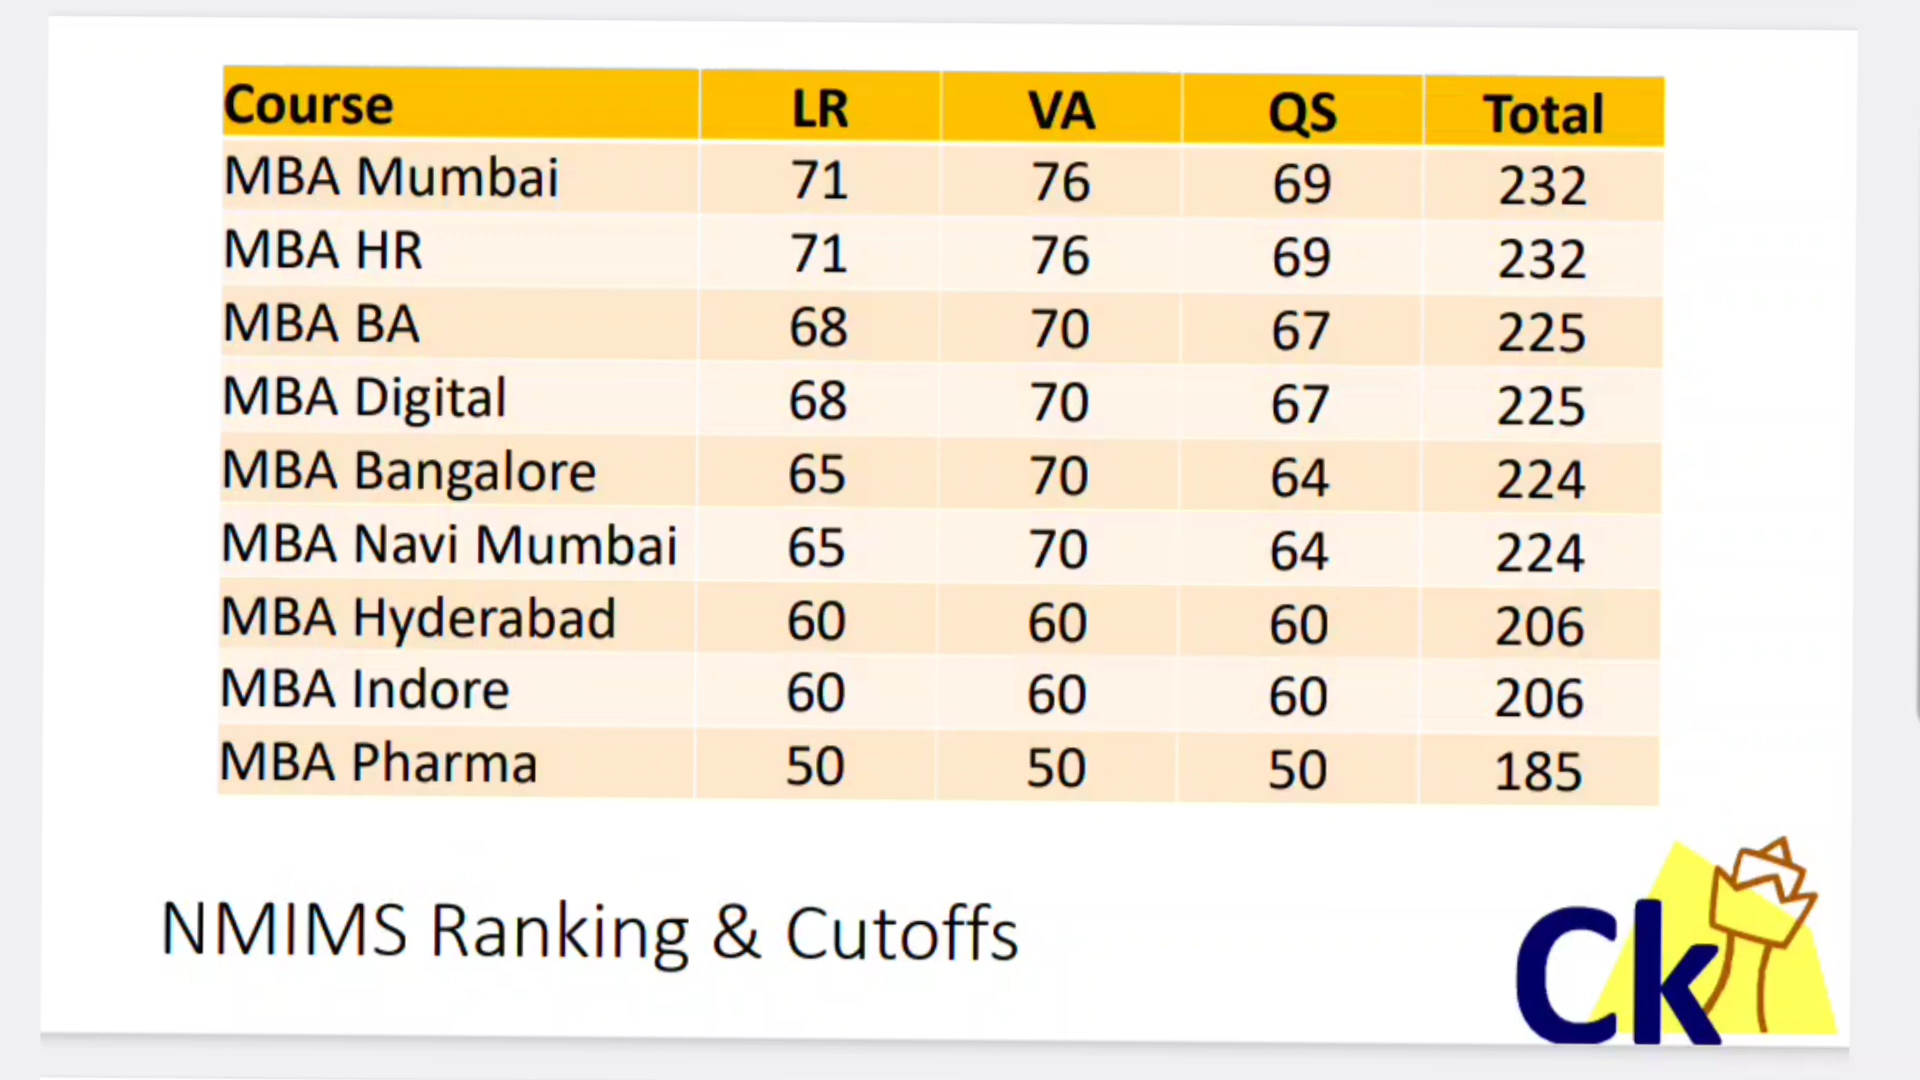 Course LR VA QS Total
MBA Mumbai 71 76 69 232
MBA HR 71 76 69 232
MBA BA 68 70 67 225
MBA Digital 68 70 67 225
MBA Bangalore 65 70 64 224
MBA Navi Mumbai 65 70 64 224
MBA Hyderabad 60 60 60 206
MBA Indore 60 60 60 206
MBA Pharma 50 50 50 185
NMIMS Ranking & Cutoffs
Ck